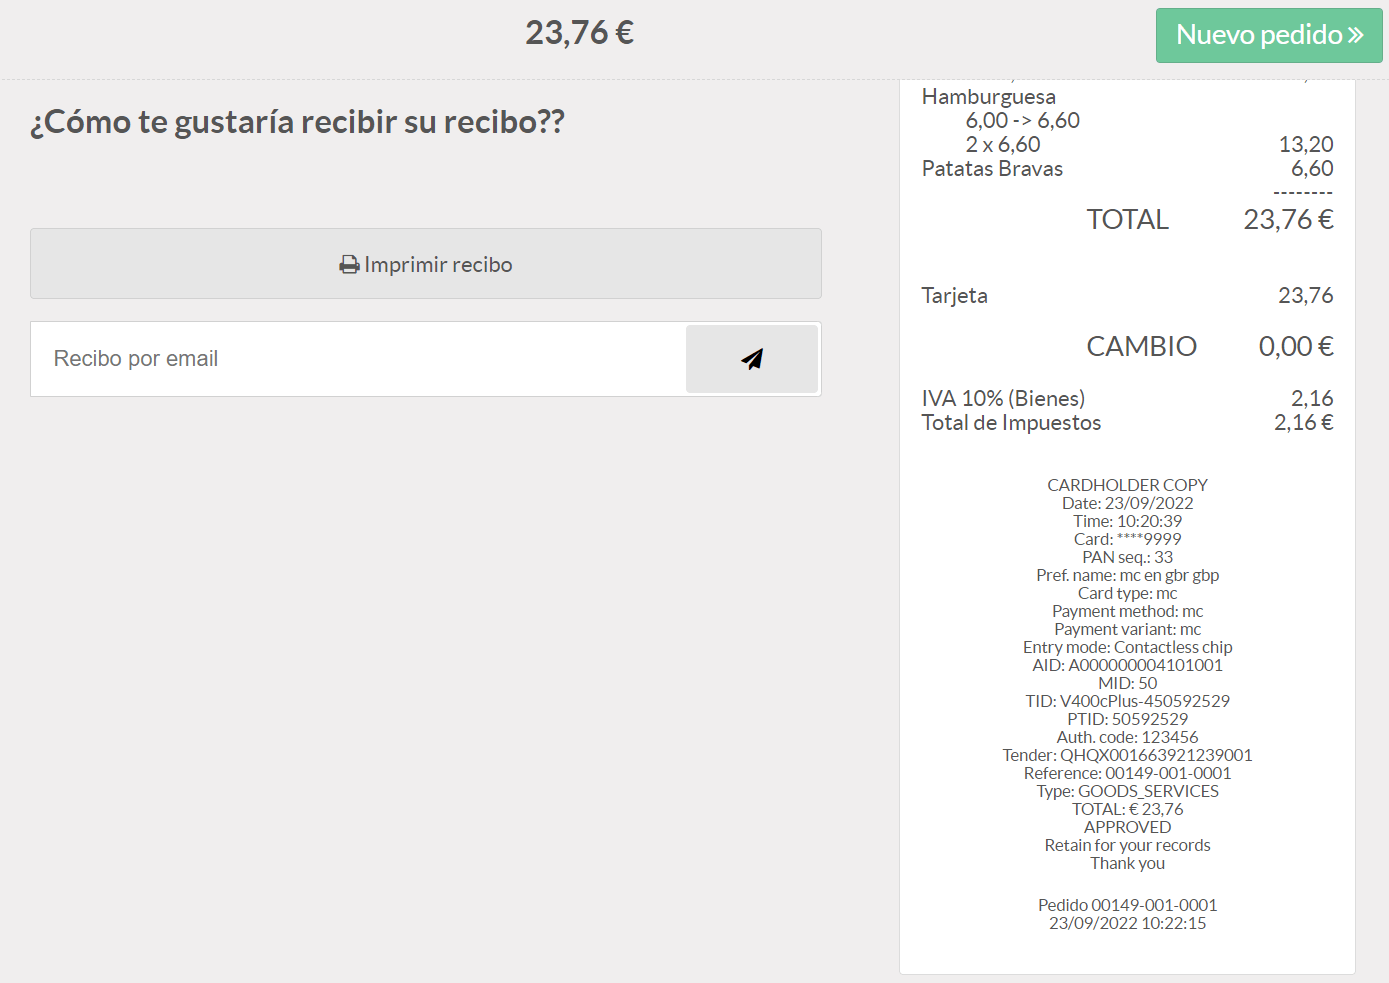 23,76 €
Nuevo pedido
¿Cómo te gustaría recibir su recibo??
Imprimir recibo
Recibo por email
Hamburguesa
6,00 -> 6,60
2 x 6,60 13,20
Patatas Bravas 6,60
--------
TOTAL 23,76 €
Tarjeta 23,76
CAMBIO 0,00 €
IVA 10% (Bienes) 2,16
Total de Impuestos 2,16 €
CARDHOLDER COPY
Date: 23/09/2022
Time: 10:20:39
Card: ****9999
PAN seq.: 33
Pref. name: mc en gbr gbp
Card type: mc
Payment method: mc
Payment variant: mc
Entry mode: Contactless chip
AID: A000000004101001
MID: 50
TID: V400cPlus-450592529
PTID: 50592529
Auth. code: 123456
Tender: QHQX001663921239001
Reference: 00149-001-0001
Type: GOODS_SERVICES
TOTAL: € 23,76
APPROVED
Retain for your records
Thank you
Pedido 00149-001-0001
23/09/2022 10:22:15